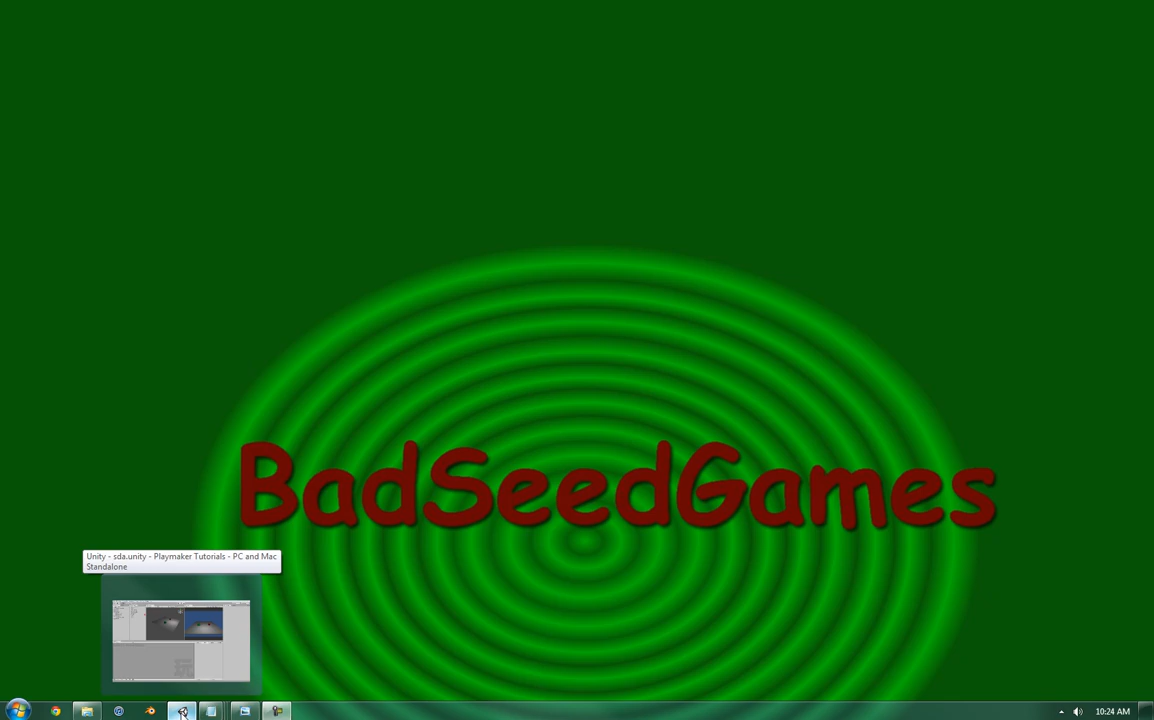 BadSeedGames
Unity - sda.unity - Playmaker Tutorials - PC and Mac
Standalone
10:24 AM